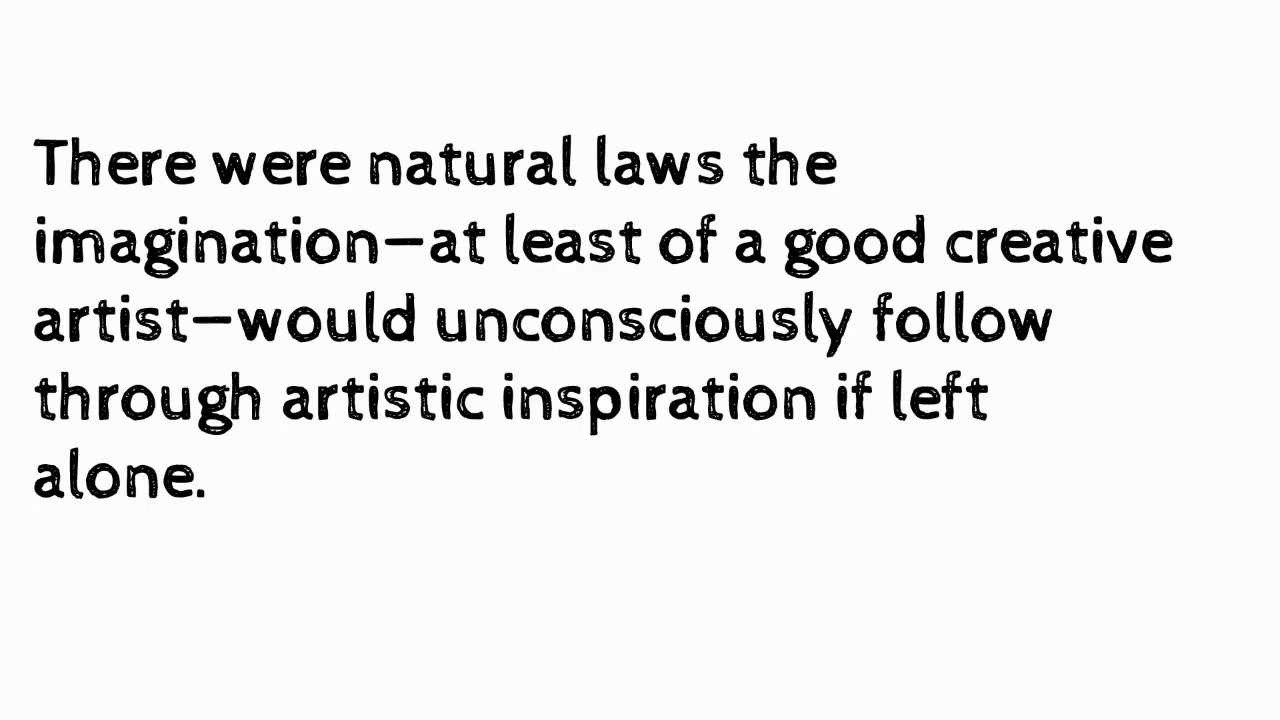 There were natural laws the
imagination—at least of a good creative
artist—would unconsciously follow
through artistic inspiration if left
alone.